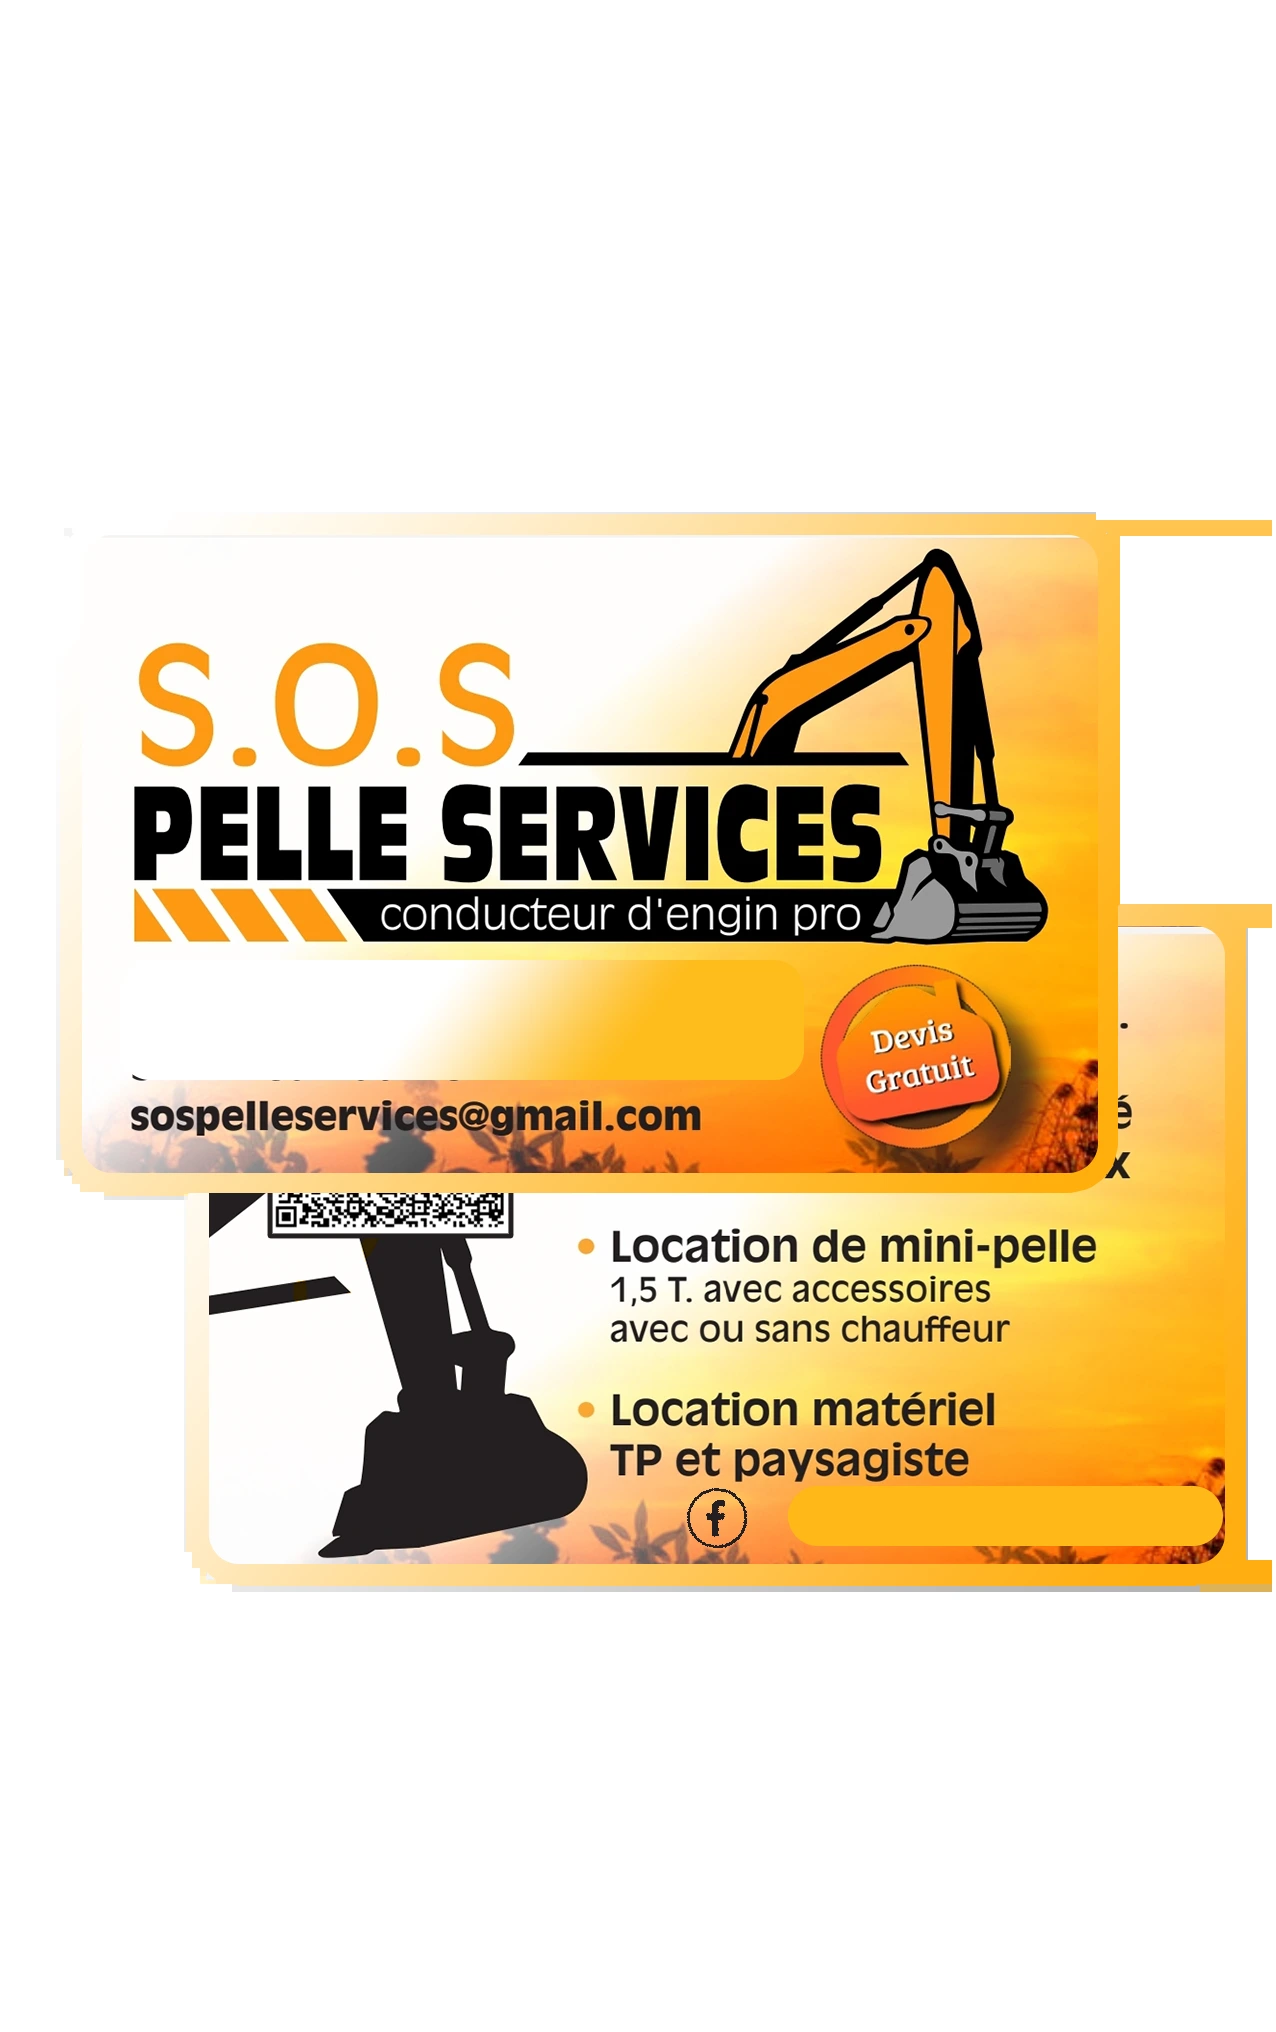 S.O.S
PELLE SERVICES
conducteur d'engin pro
Devis
Gratuit
sospelleservices@gmail.com
é
x
• Location de mini-pelle
1,5 T. avec accessoires
avec ou sans chauffeur
• Location matériel
TP et paysagiste
f